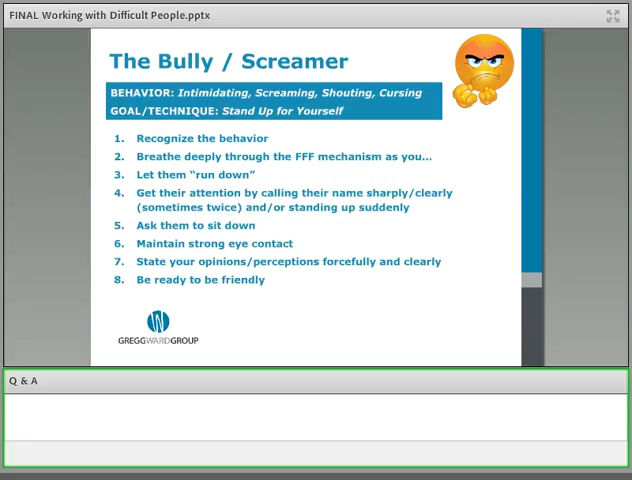 FINAL Working with Difficult People.pptx
The Bully / Screamer
BEHAVIOR: Intimidating, Screaming, Shouting, Cursing
GOAL/TECHNIQUE: Stand Up for Yourself
1. Recognize the behavior
2. Breathe deeply through the FFF mechanism as you...
3. Let them “run down”
4. Get their attention by calling their name sharply/clearly
(sometimes twice) and/or standing up suddenly
5. Ask them to sit down
6. Maintain strong eye contact
7. State your opinions/perceptions forcefully and clearly
8. Be ready to be friendly
GREGGWARDGROUP
Q & A